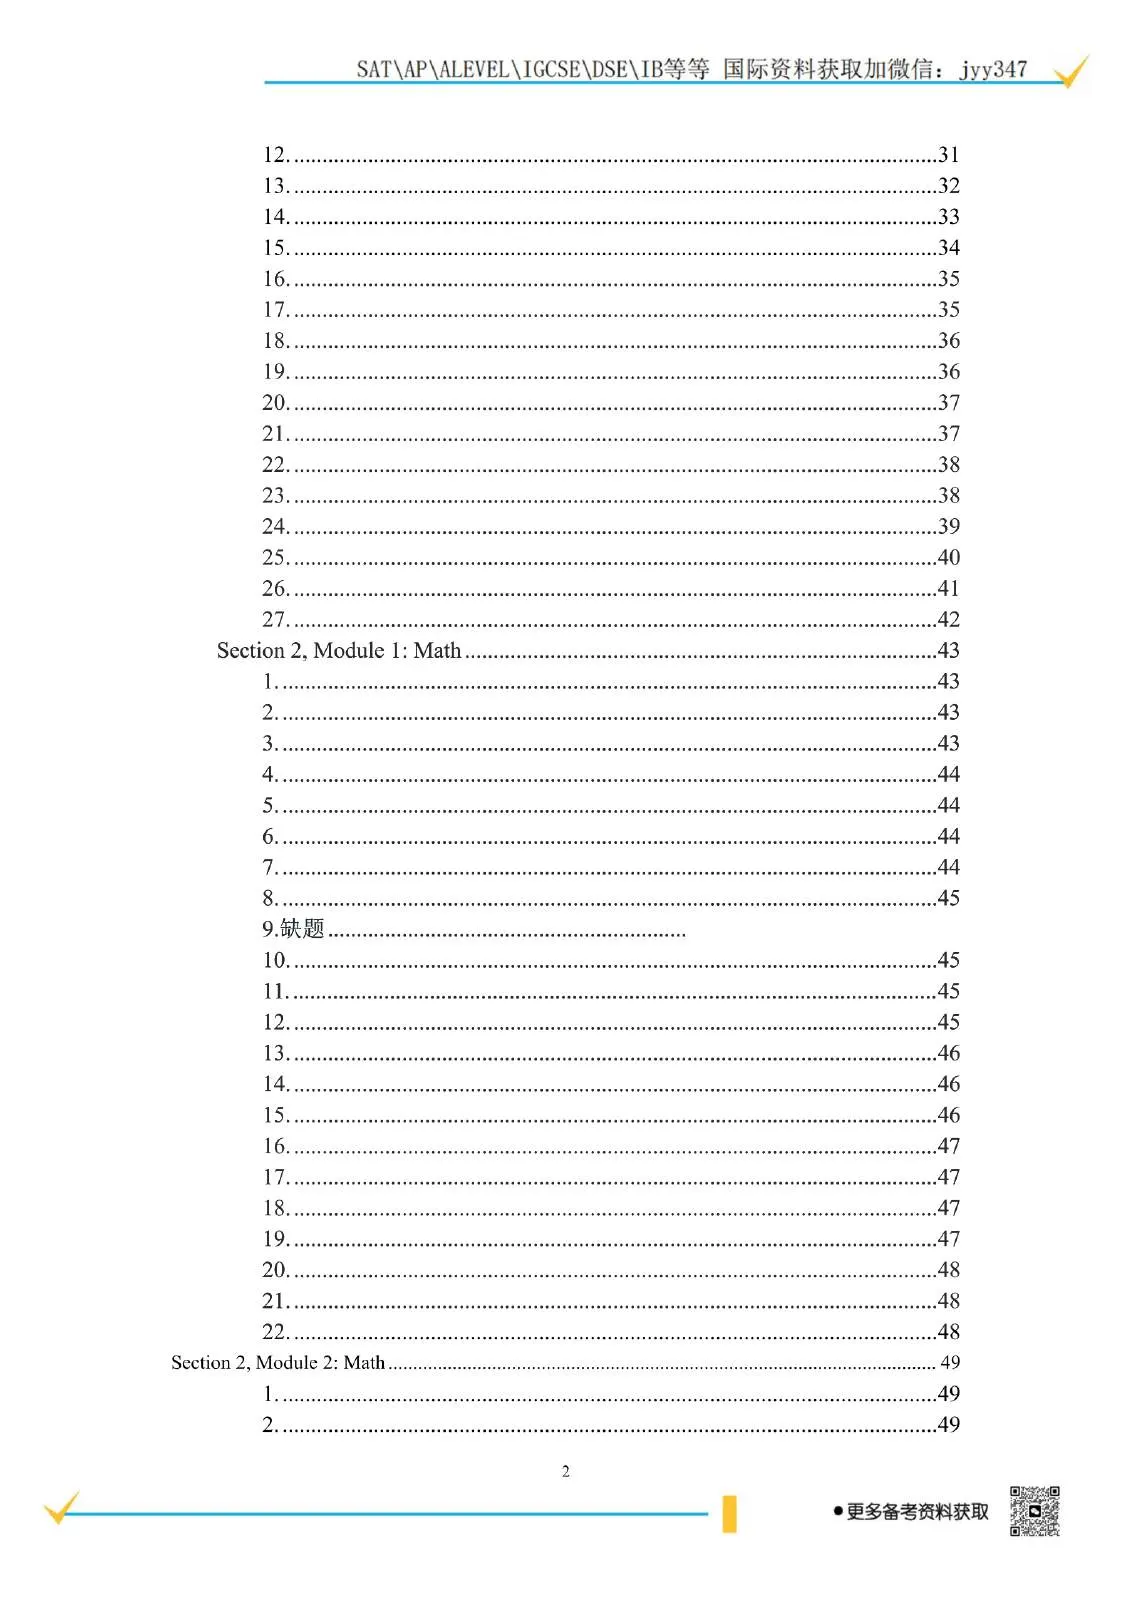 SAT\AP\ALEVEL\IGCSE\DSE\IB等等 国际资料获取加微信：jyy347
12. ........................................ 31
13. ........................................ 32
14. ........................................ 33
15. ........................................ 34
16. ........................................ 35
17. ........................................ 35
18. ........................................ 36
19. ........................................ 36
20. ........................................ 37
21. ........................................ 37
22. ........................................ 38
23. ........................................ 38
24. ........................................ 39
25. ........................................ 40
26. ........................................ 41
27. ........................................ 42
Section 2, Module 1: Math ........................................ 43
1. ........................................ 43
2. ........................................ 43
3. ........................................ 43
4. ........................................ 44
5. ........................................ 44
6. ........................................ 44
7. ........................................ 44
8. ........................................ 45
9.缺题 ........................................
10. ........................................ 45
11. ........................................ 45
12. ........................................ 45
13. ........................................ 46
14. ........................................ 46
15. ........................................ 46
16. ........................................ 47
17. ........................................ 47
18. ........................................ 47
19. ........................................ 47
20. ........................................ 48
21. ........................................ 48
22. ........................................ 48
Section 2, Module 2: Math ........................................ 49
1. ........................................ 49
2. ........................................ 49
2
●更多备考资料获取